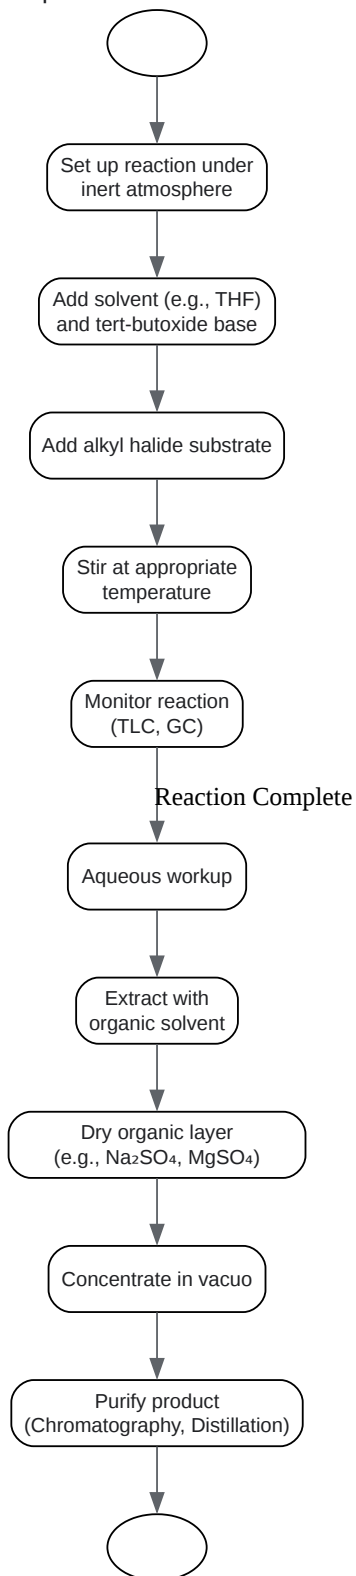 Set up reaction under
inert atmosphere
Add solvent (e.g., THF)
and tert-butoxide base
Add alkyl halide substrate
Stir at appropriate
temperature
Monitor reaction
(TLC, GC)
Reaction Complete
Aqueous workup
Extract with
organic solvent
Dry organic layer
(e.g., Na₂SO₄, MgSO₄)
Concentrate in vacuo
Purify product
(Chromatography, Distillation)